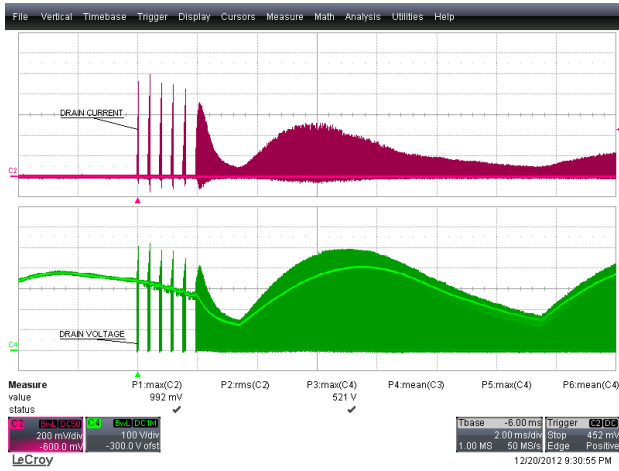 File Vertical Timebase Trigger Display Cursors Measure Math Analysis Utilities Help
DRAIN CURRENT
C2
DRAIN VOLTAGE
C4
Measure P1:max(C2) P2:rms(C2) P3:max(C4) P4:mean(C3) P5:max(C4) P6:mean(C3)
value 992 mV 521 V
status
C2 BwL DC50
200 mV/div
-600.0 mV
C4 BwL DC1M
100 V/div
-300.0 V ofst
Tbase -6.00 ms
2.00 ms/div
1.00 MS 50 MS/s
Trigger C2 DC
Stop 452 mV
Edge Positive
LeCroy
12/20/2012 9:30:55 PM